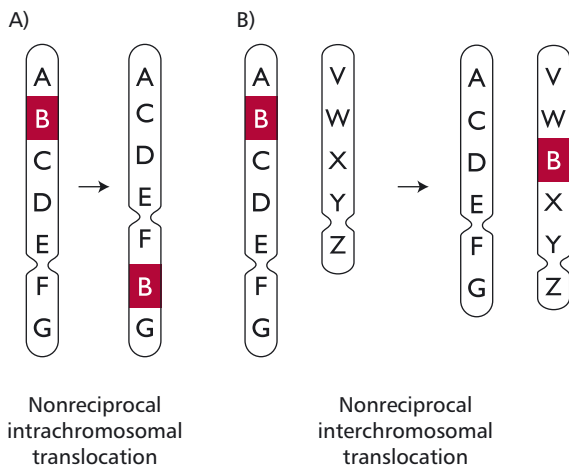 A)
A
B
C
D
E
F
G
A
C
D
E
F
B
G
Nonreciprocal
intrachromosomal
translocation
B)
A
B
C
D
E
F
G
V
W
X
Y
Z
A
C
D
E
F
G
V
W
B
X
Y
Z
Nonreciprocal
interchromosomal
translocation